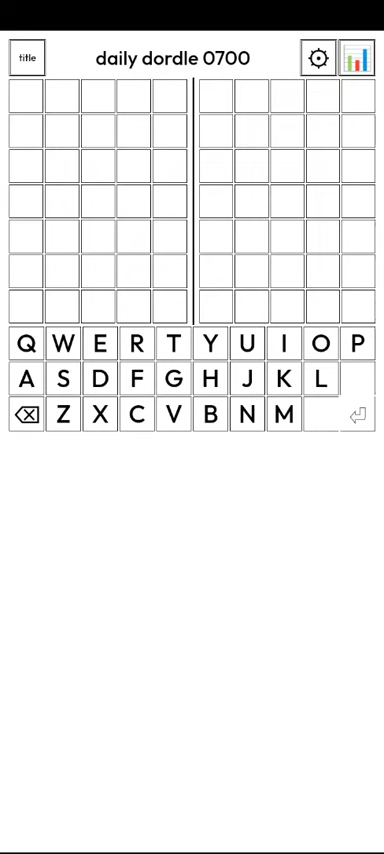 title daily dordle 0700
Q W E R T Y U I O P
A S D F G H J K L
Z X C V B N M